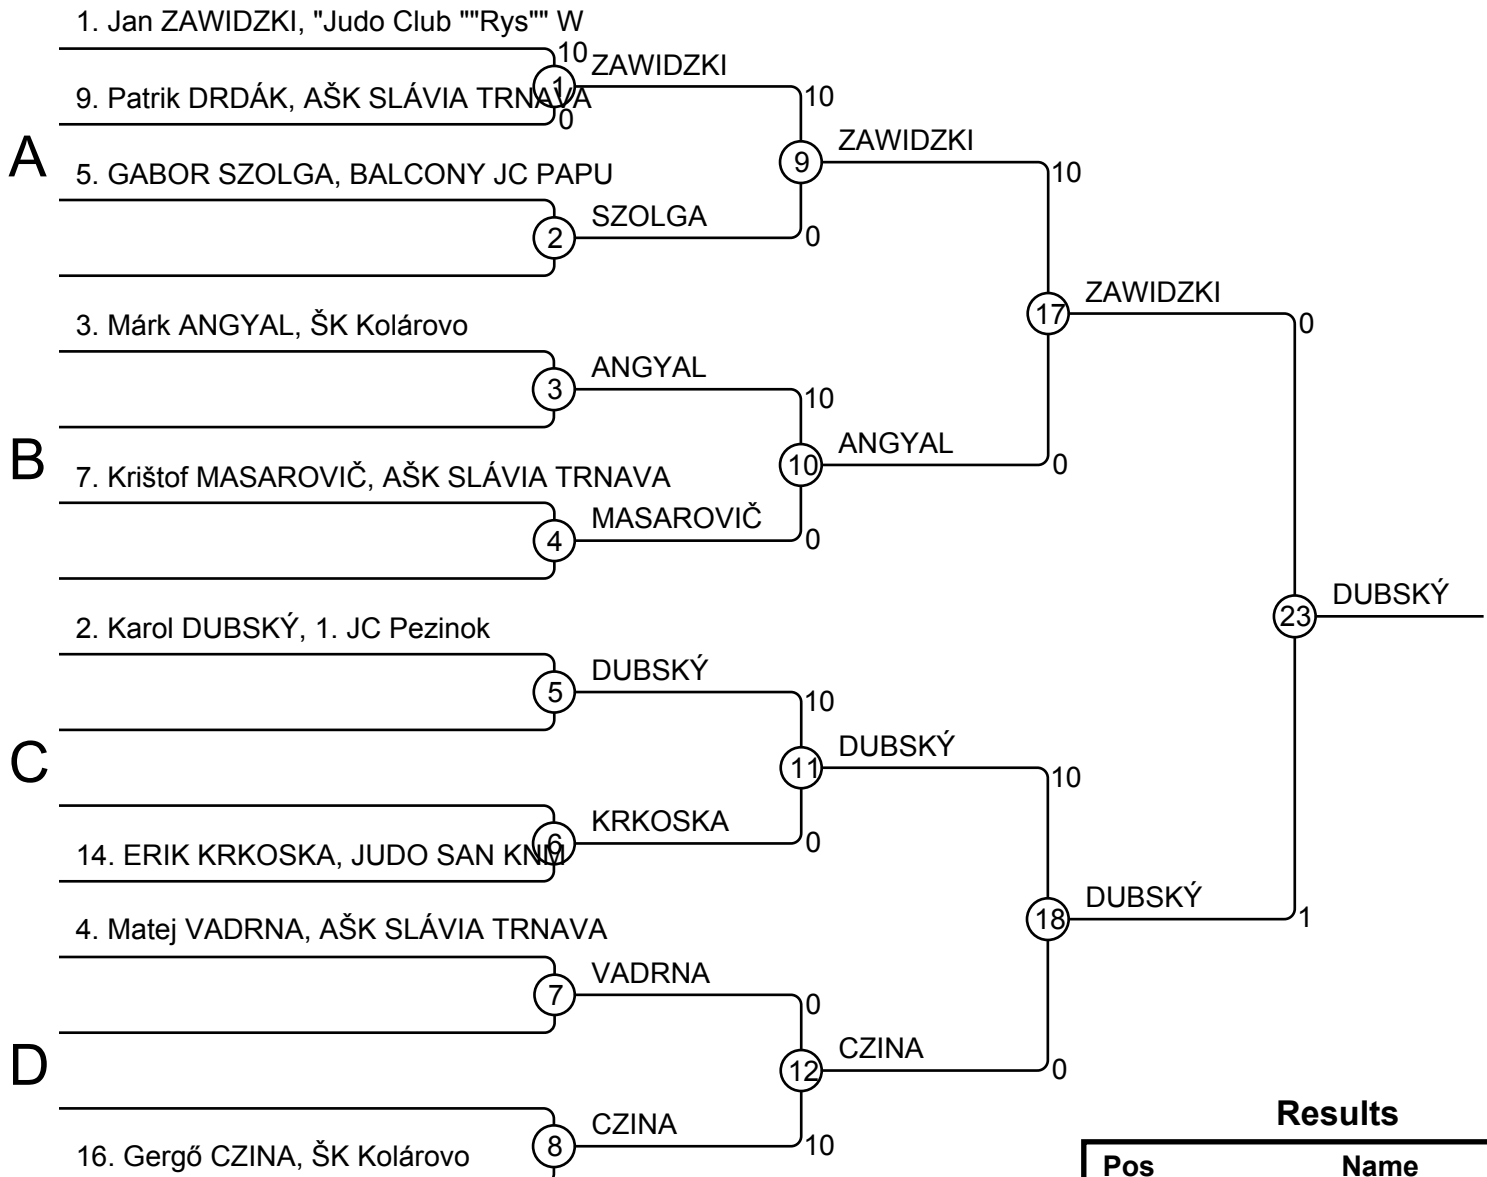 1. Jan ZAWIDZKI, "Judo Club ""Rys"" W
10
ZAWIDZKI
1
10
9. Patrik DRDÁK, AŠK SLÁVIA TRNAVA
0
ZAWIDZKI
A
9
10
5. GABOR SZOLGA, BALCONY JC PAPU
SZOLGA
2
0
ZAWIDZKI
3. Márk ANGYAL, ŠK Kolárovo
17
0
ANGYAL
3
10
ANGYAL
B
10
0
7. Krištof MASAROVIČ, AŠK SLÁVIA TRNAVA
MASAROVIČ
4
0
DUBSKÝ
23
2. Karol DUBSKÝ, 1. JC Pezinok
DUBSKÝ
5
10
DUBSKÝ
C
11
10
KRKOSKA
6
0
14. ERIK KRKOSKA, JUDO SAN KNM
DUBSKÝ
18
1
4. Matej VADRNA, AŠK SLÁVIA TRNAVA
VADRNA
7
0
CZINA
D
12
0
Results
CZINA
8
10
16. Gergő CZINA, ŠK Kolárovo
Pos Name